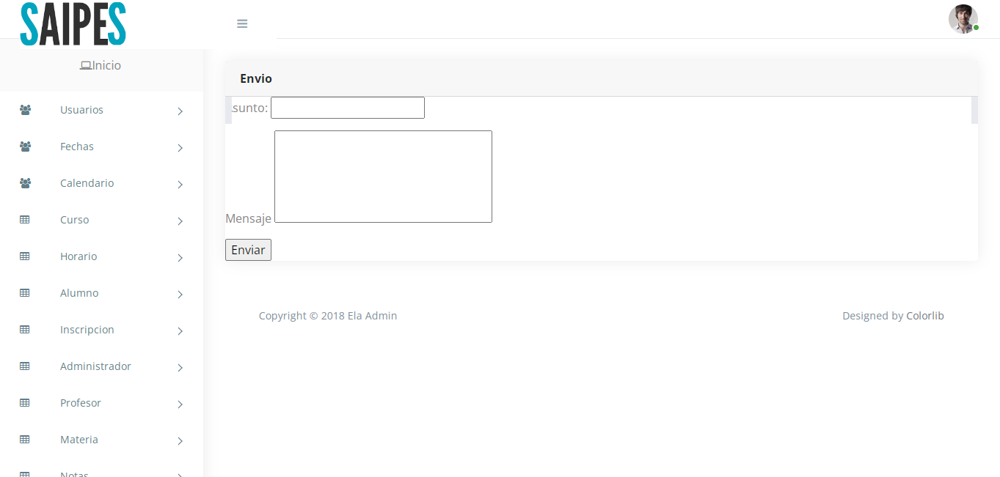 SAIPES
Inicio
Usuarios
Fechas
Calendario
Curso
Horario
Alumno
Inscripcion
Administrador
Profesor
Materia
Notas
Envio
sunto:
Mensaje
Enviar
Copyright © 2018 Ela Admin
Designed by Colorlib